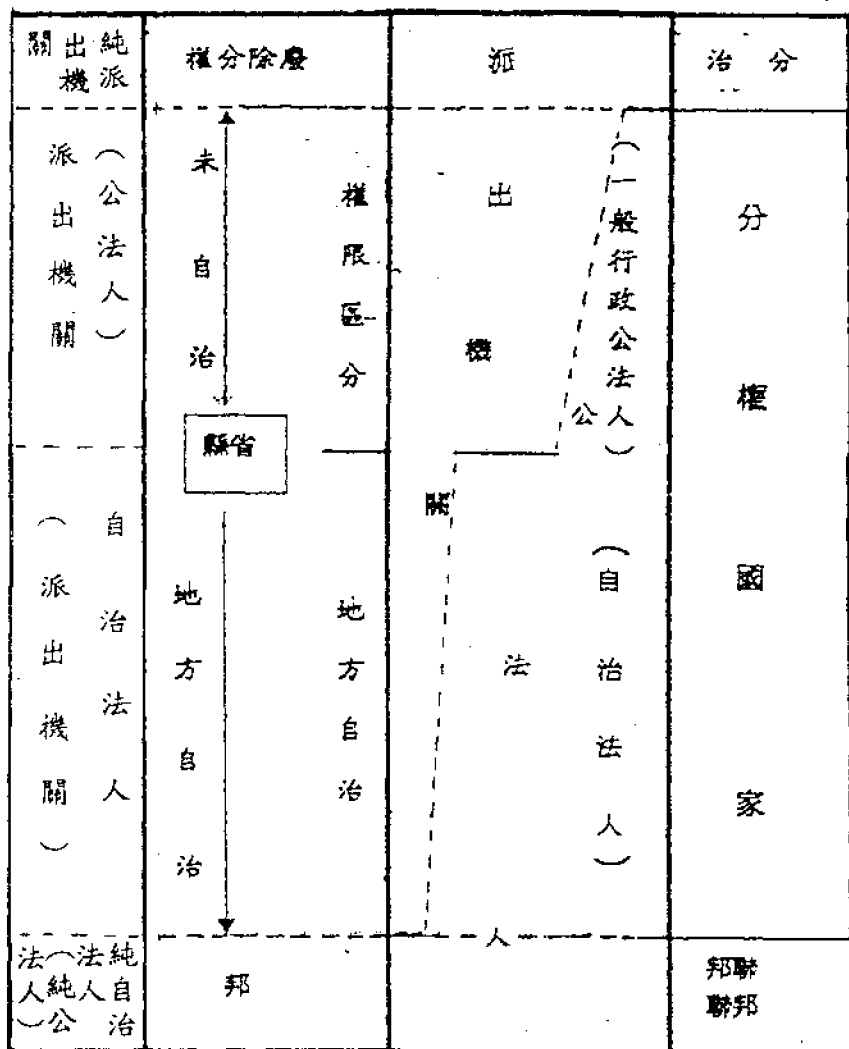 分治
分權國家
聯邦
邦聯
(一般行政公法人)
(自治法人)
公法人
派出機關
廢除分權
權限區分
地方自治
未自治
省縣
地方自治
邦
純派出機關
(公法人)
派出機關
自治法人
(派出機關)
純自治法人(純公法人)